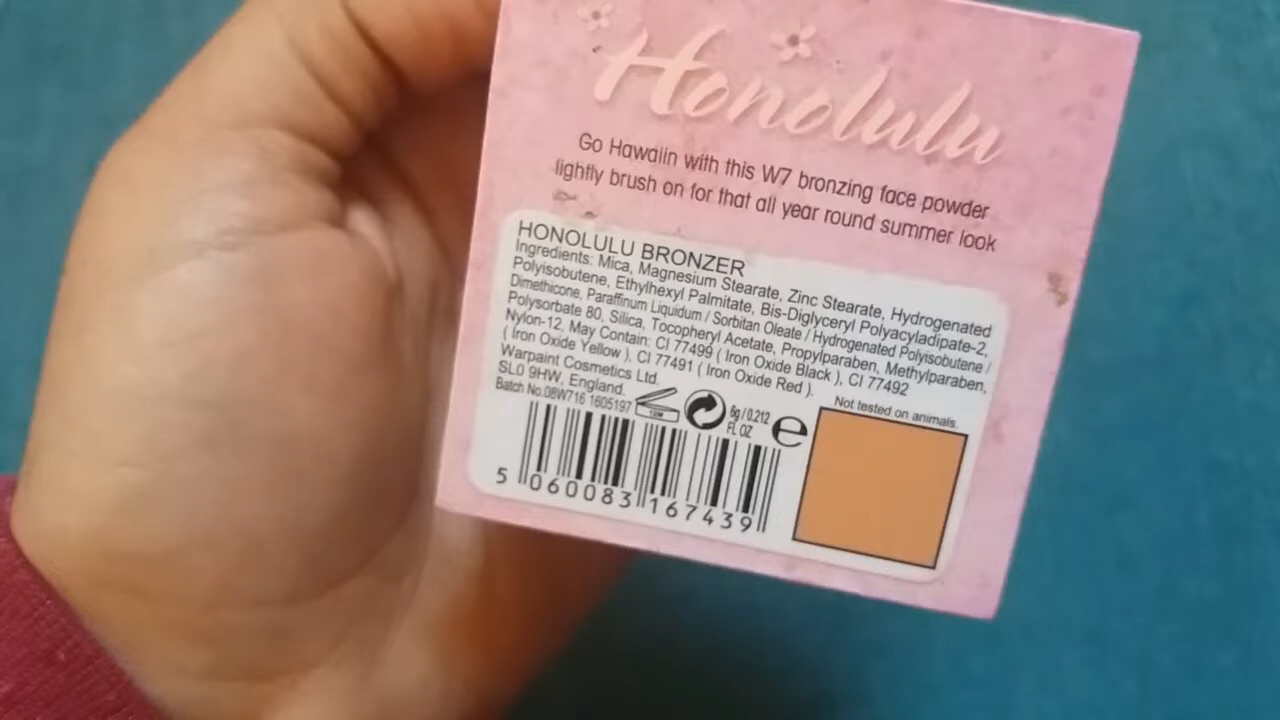 Honolulu
Go Hawaiin with this W7 bronzing face powder
lightly brush on for that all year round summer look
HONOLULU BRONZER
Ingredients: Mica, Magnesium Stearate, Zinc Stearate, Hydrogenated
Polyisobutene, Ethylhexyl Palmitate, Bis-Diglyceryl Polyacyladipate-2,
Dimethicone, Paraffinum Liquidum / Sorbitan Oleate / Hydrogenated Polyisobutene /
Polysorbate 80, Silica, Tocopheryl Acetate, Propylparaben, Methylparaben,
Nylon-12, May Contain: CI 77499 ( Iron Oxide Black ), CI 77492
( Iron Oxide Yellow ), CI 77491 ( Iron Oxide Red ).
Warpaint Cosmetics Ltd.
SL0 9HW, England.
Batch No.08W716 1605197
12M
6g / 0.212
FL OZ
e
Not tested on animals.
5 060083 167439